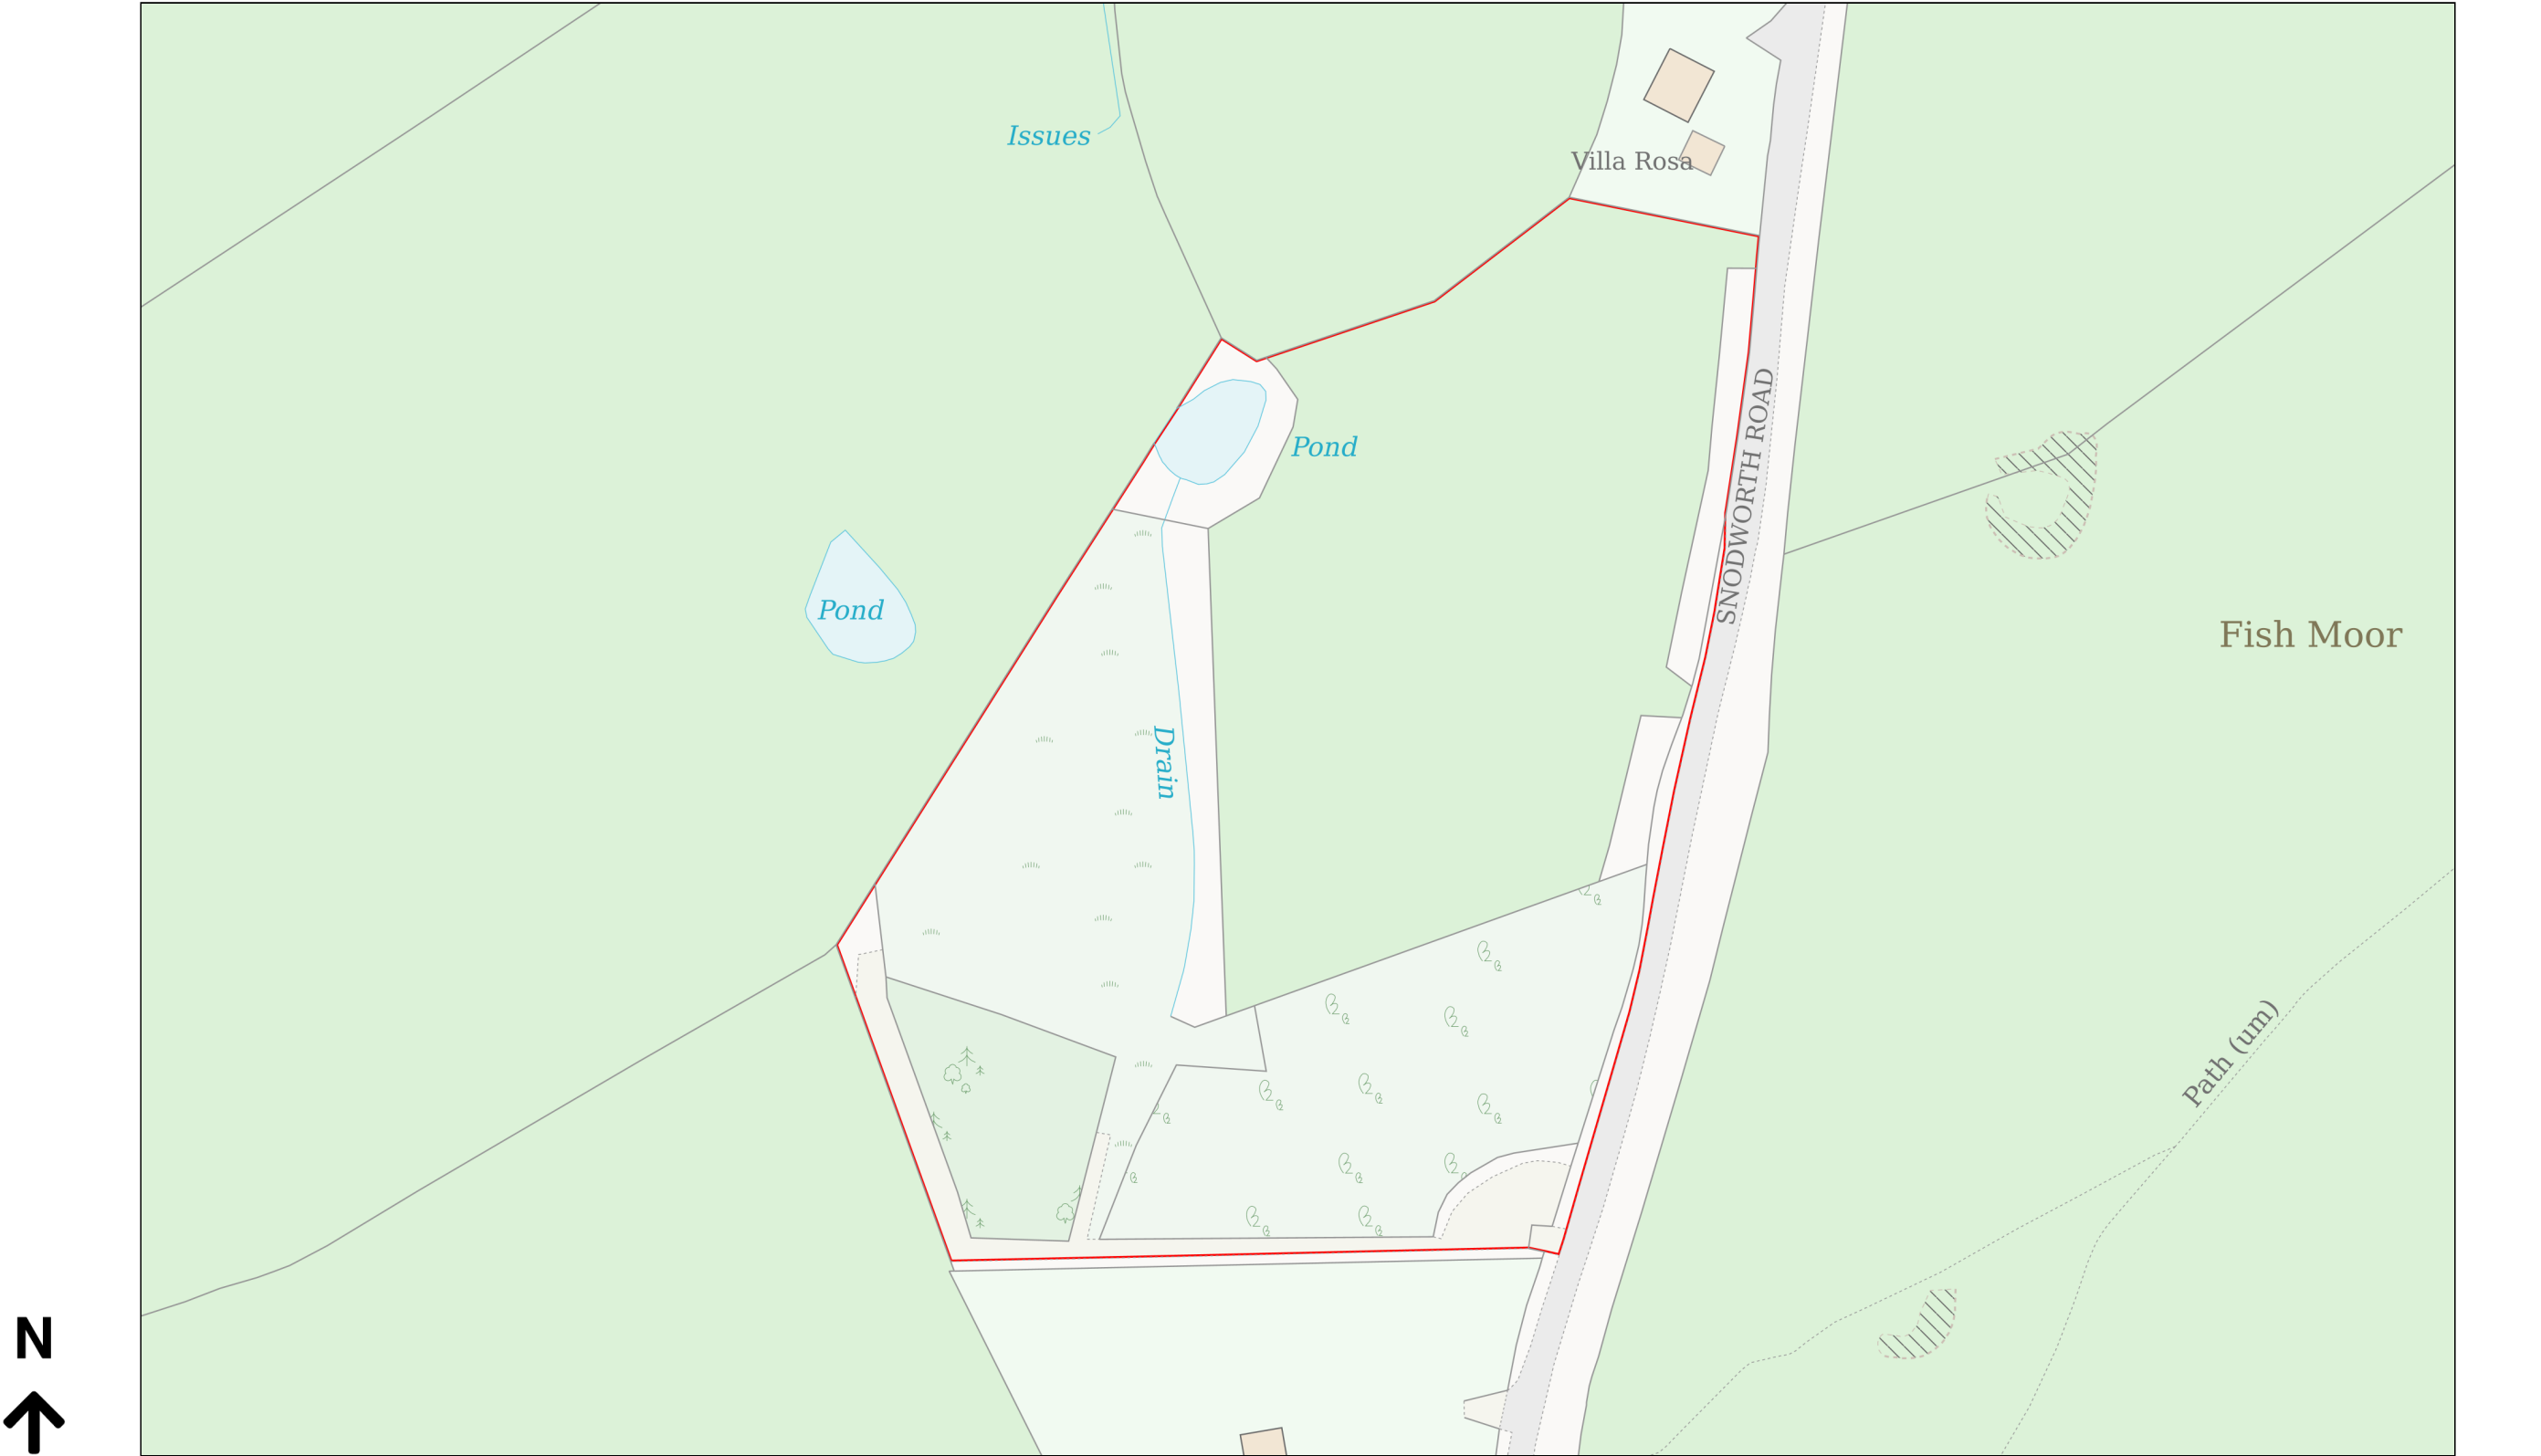 Issues
Villa Rosa
Pond
SNODWORTH ROAD
Pond
Fish Moor
Drain
Path (um)
N